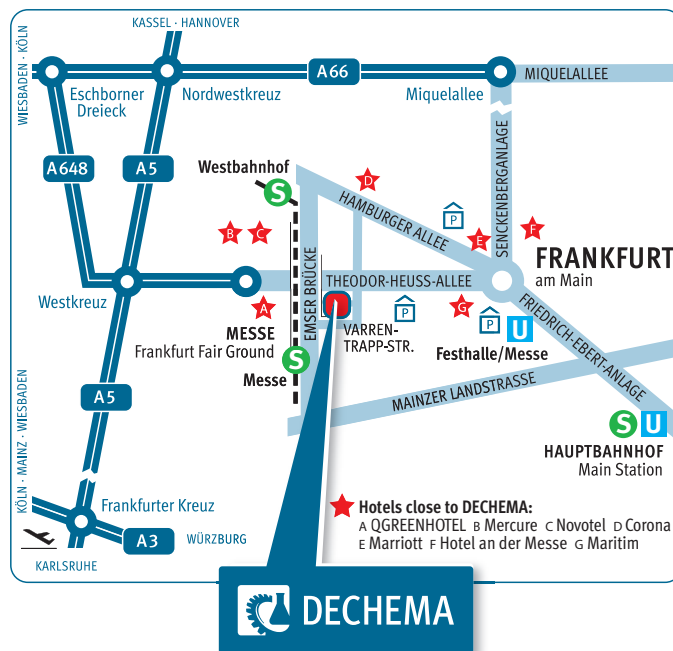 KASSEL · HANNOVER
WIESBADEN · KÖLN
A66
MIQUELALLEE
Eschborner
Dreieck
Nordwestkreuz
Miquelallee
A648
A5
Westbahnhof
S
D
HAMBURGER ALLEE
P
SENCKENBERGANLAGE
B
C
E
F
FRANKFURT
am Main
Westkreuz
EMSER BRÜCKE
THEODOR-HEUSS-ALLEE
A
P
G
P
U
FRIEDRICH-EBERT-ANLAGE
MESSE
Frankfurt Fair Ground
VARREN-
TRAPP-STR.
Festhalle/Messe
Messe
S
KÖLN · MAINZ · WIESBADEN
A5
MAINZER LANDSTRASSE
S
U
HAUPTBAHNHOF
Main Station
Frankfurter Kreuz
A3
WÜRZBURG
KARLSRUHE
Hotels close to DECHEMA:
A QGREENHOTEL B Mercure C Novotel D Corona
E Marriott F Hotel an der Messe G Maritim
DECHEMA